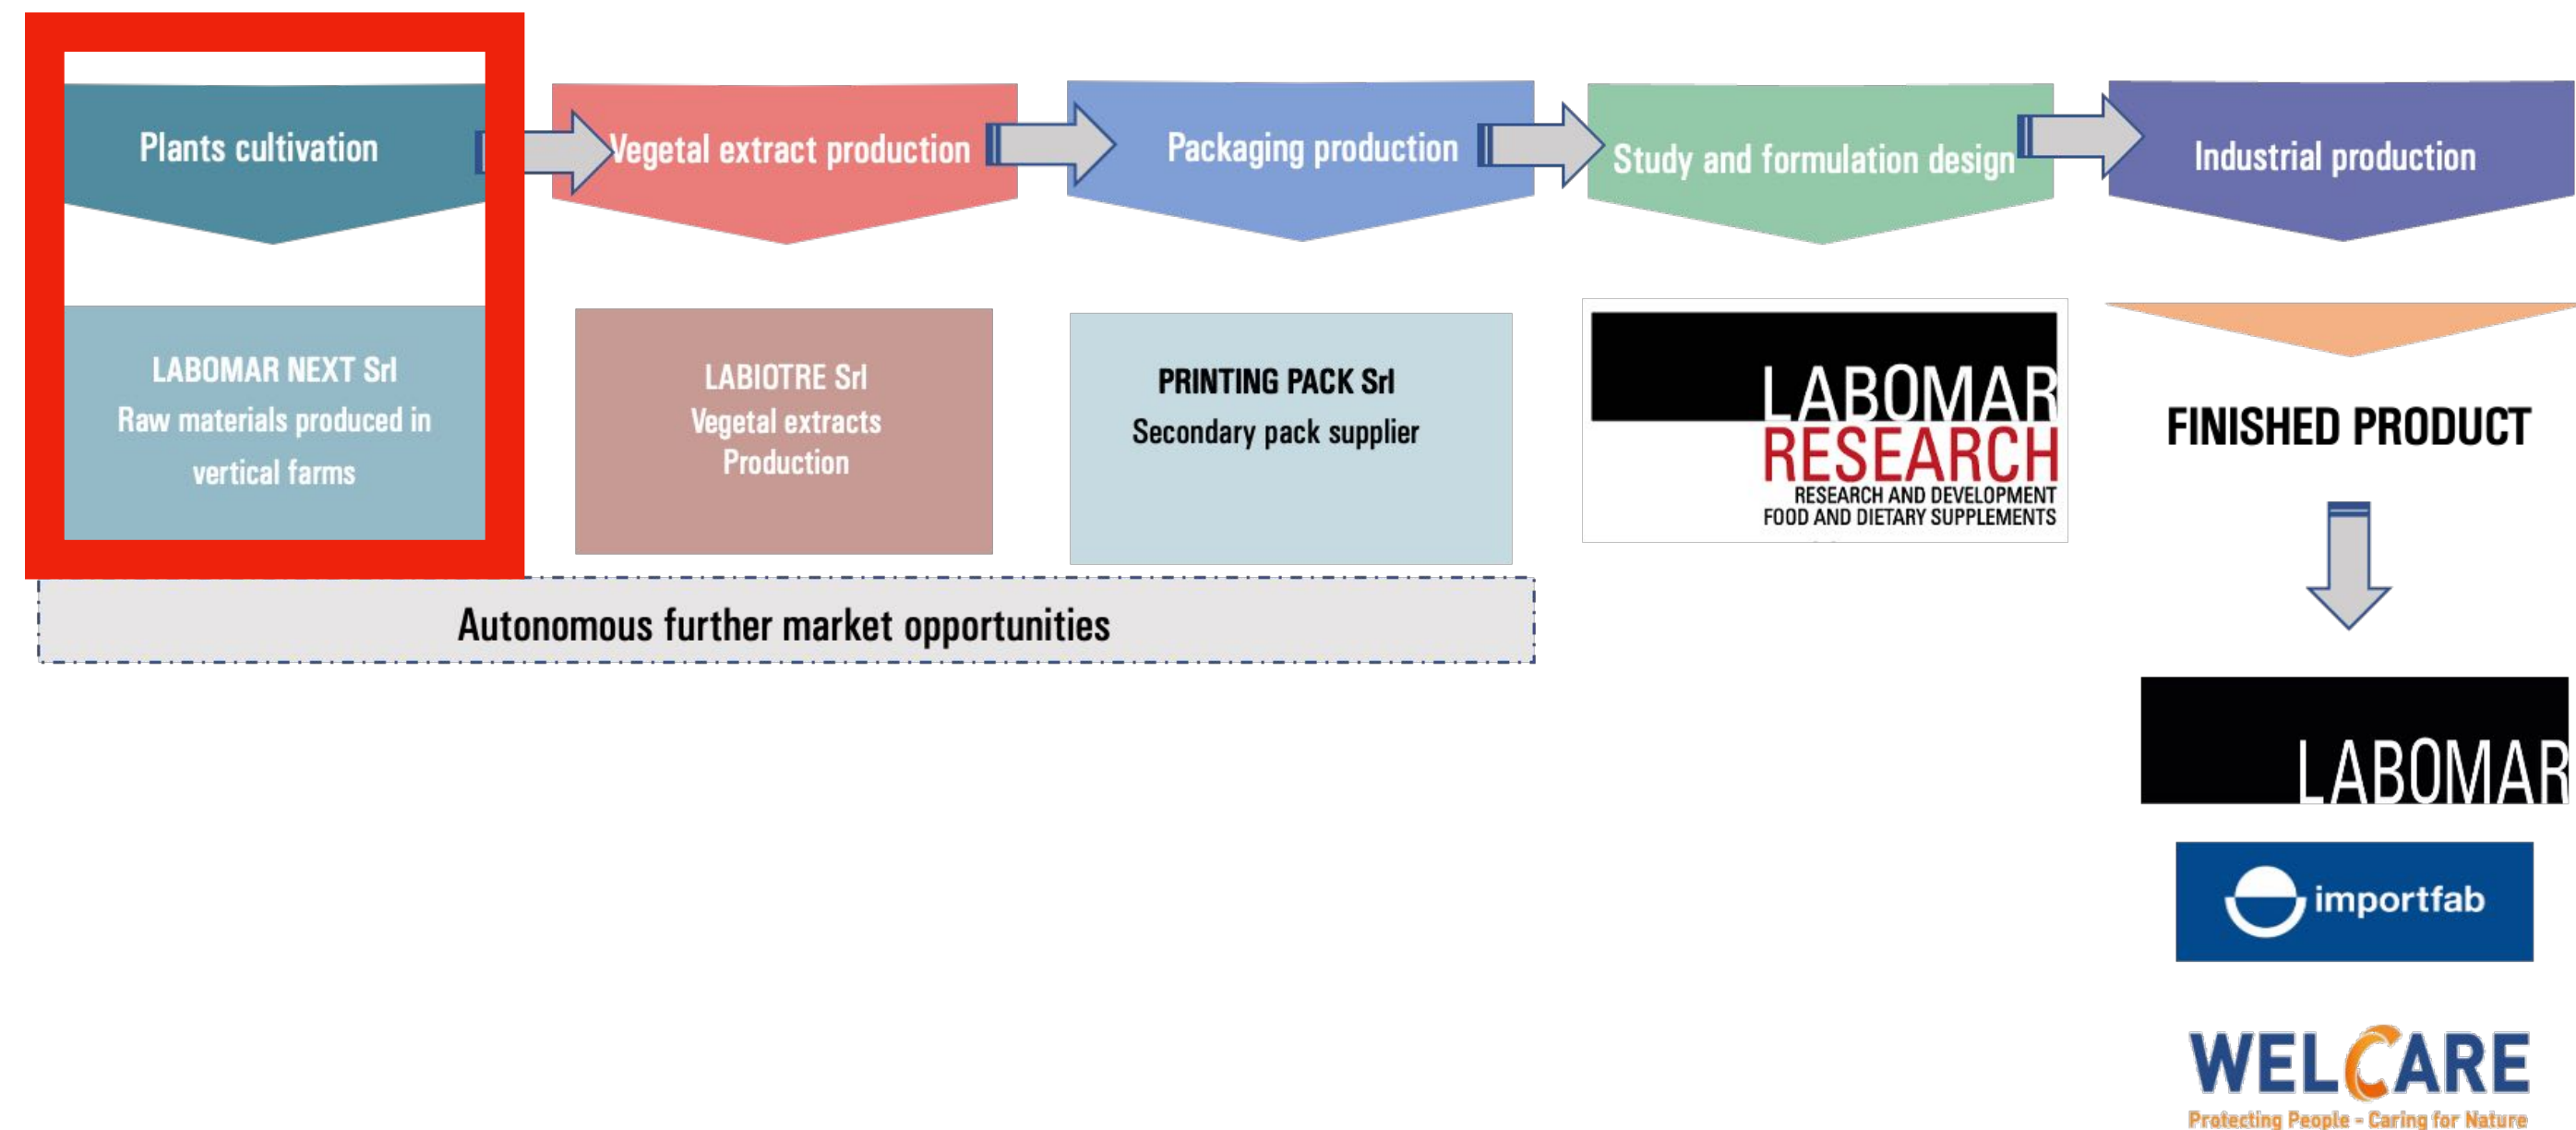 Plants cultivation
Vegetal extract production
Packaging production
Study and formulation design
Industrial production
LABOMAR NEXT Srl
Raw materials produced in
vertical farms
LABIOTRE Srl
Vegetal extracts
Production
PRINTING PACK Srl
Secondary pack supplier
LABOMAR
RESEARCH
RESEARCH AND DEVELOPMENT
FOOD AND DIETARY SUPPLEMENTS
FINISHED PRODUCT
Autonomous further market opportunities
LABOMAR
importfab
WELCARE
Protecting People - Caring for Nature